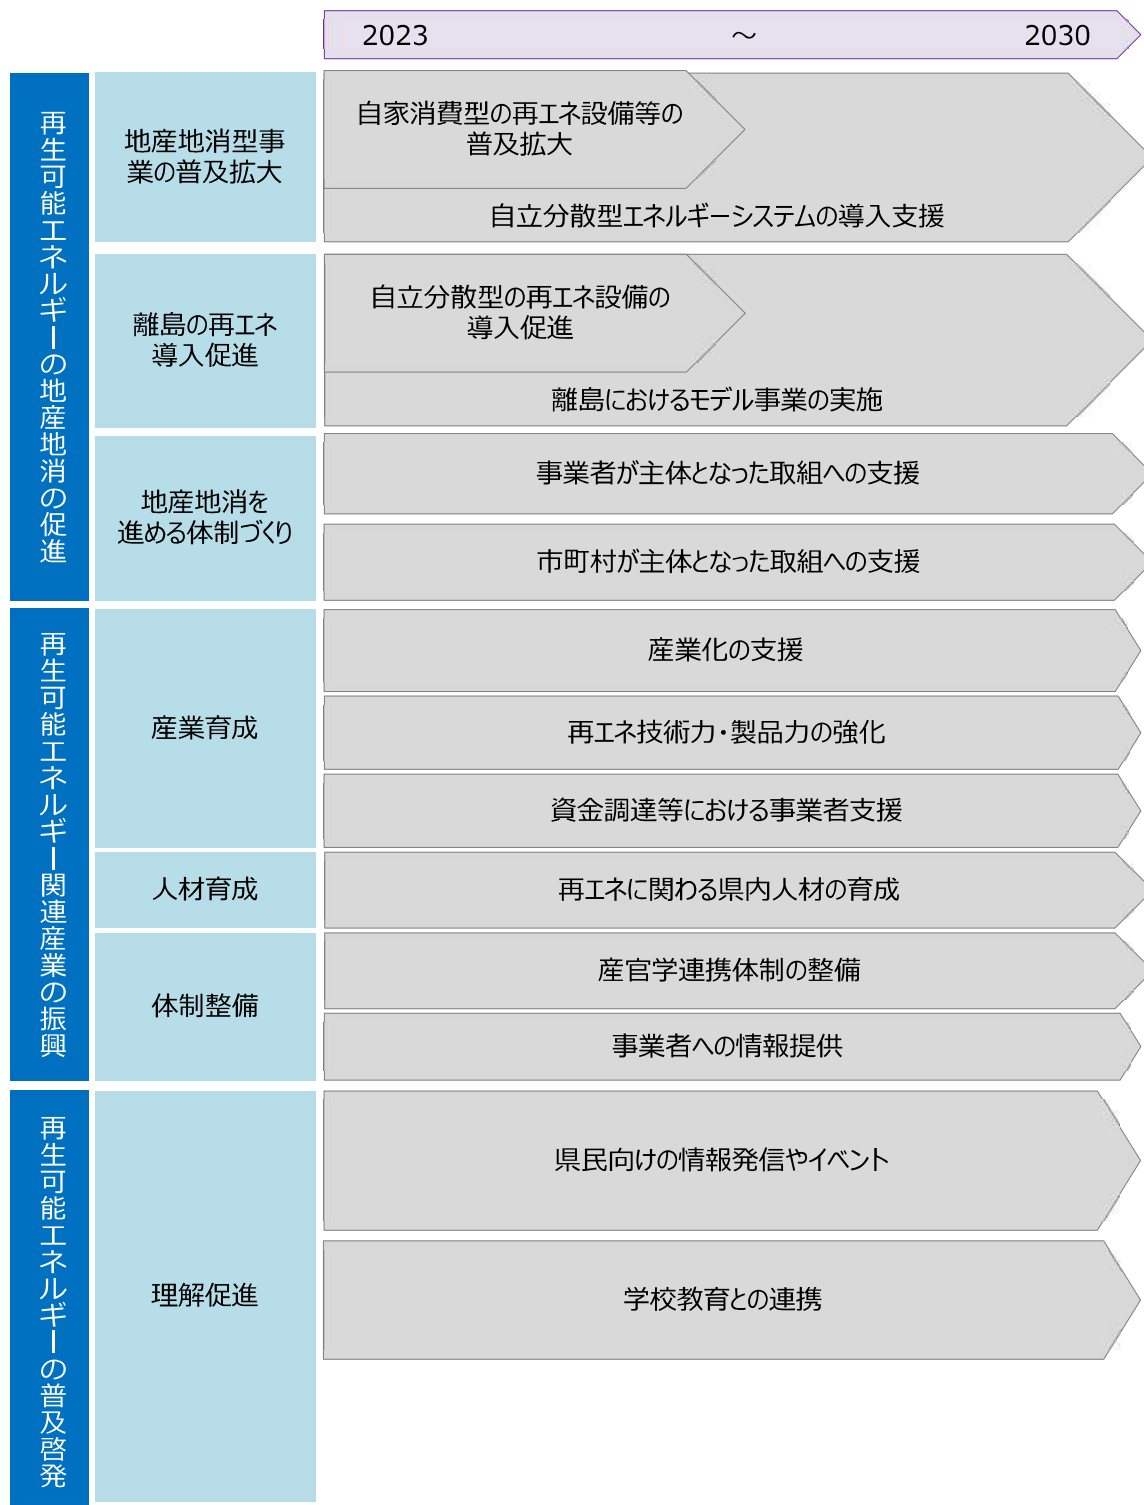 2023 ～ 2030
再生可能エネルギーの地産地消の促進
地産地消型事
業の普及拡大
自家消費型の再エネ設備等の
普及拡大
自立分散型エネルギーシステムの導入支援
離島の再エネ
導入促進
自立分散型の再エネ設備の
導入促進
離島におけるモデル事業の実施
地産地消を
進める体制づくり
事業者が主体となった取組への支援
市町村が主体となった取組への支援
再生可能エネルギー関連産業の振興
産業育成
産業化の支援
再エネ技術力・製品力の強化
資金調達等における事業者支援
人材育成
再エネに関わる県内人材の育成
体制整備
産官学連携体制の整備
事業者への情報提供
再生可能エネルギーの普及啓発
理解促進
県民向けの情報発信やイベント
学校教育との連携